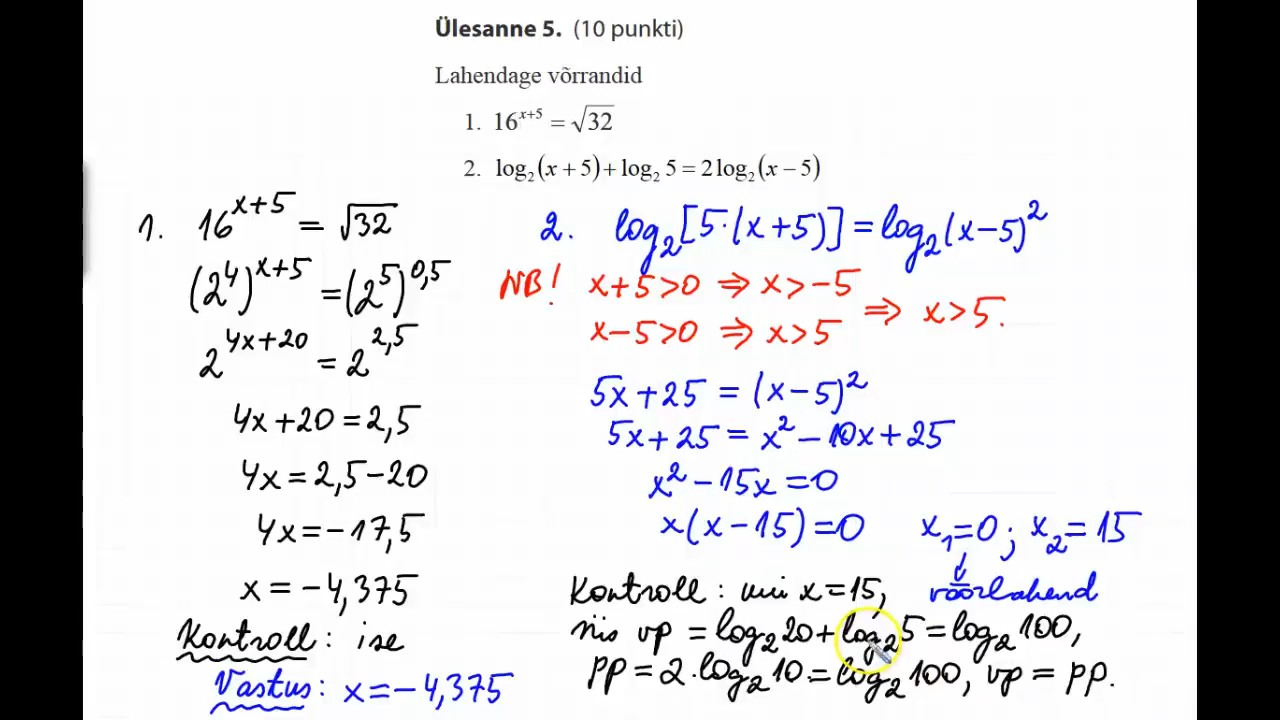 Ülesanne 5. (10 punkti)
Lahendage võrrandid
1. 16^(x+5) = √32
2. log₂(x + 5) + log₂ 5 = 2 log₂(x − 5)
1. 16^(x+5) = √32
(2^4)^(x+5) = (2^5)^(0,5)
2^(4x+20) = 2^(2,5)
4x + 20 = 2,5
4x = 2,5 − 20
4x = −17,5
x = −4,375
Kontroll: ise
Vastus: x = −4,375
2. log₂[5·(x+5)] = log₂(x−5)²
NB! x+5>0 ⇒ x>−5
x−5>0 ⇒ x>5 ⇒ x>5.
5x + 25 = (x−5)²
5x + 25 = x² − 10x + 25
x² − 15x = 0
x(x − 15) = 0 x₁=0; x₂=15
↓
võõrlahend
Kontroll: kui x=15,
siis vp = log₂20 + log₂5 = log₂100,
pp = 2·log₂10 = log₂100, vp = pp.